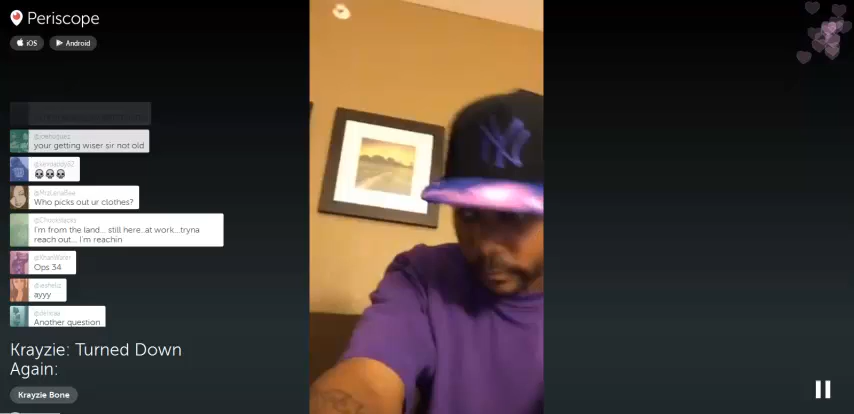 Periscope
iOS
Android
your getting wiser sir not old
Who picks out ur clothes?
I'm from the land... still here..at work...tryna
reach out... I'm reachin
Ops 34
ayyy
Another question
Krayzie: Turned Down
Again:
Krayzie Bone
NY